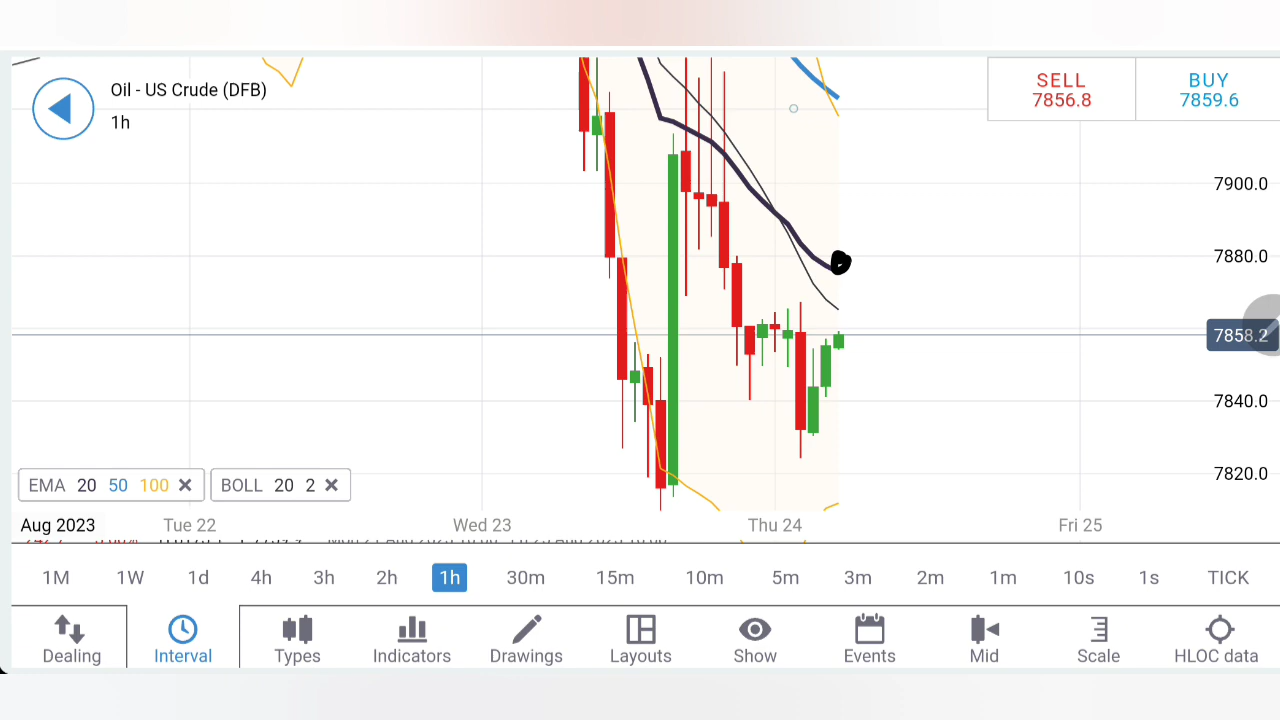 Oil - US Crude (DFB)
1h
SELL
7856.8
BUY
7859.6
7900.0
7880.0
7858.2
7840.0
7820.0
EMA 20 50 100 ×
BOLL 20 2 ×
Aug 2023 Tue 22 Wed 23 Thu 24 Fri 25
1M 1W 1d 4h 3h 2h 1h 30m 15m 10m 5m 3m 2m 1m 10s 1s TICK
Dealing Interval Types Indicators Drawings Layouts Show Events Mid Scale HLOC data